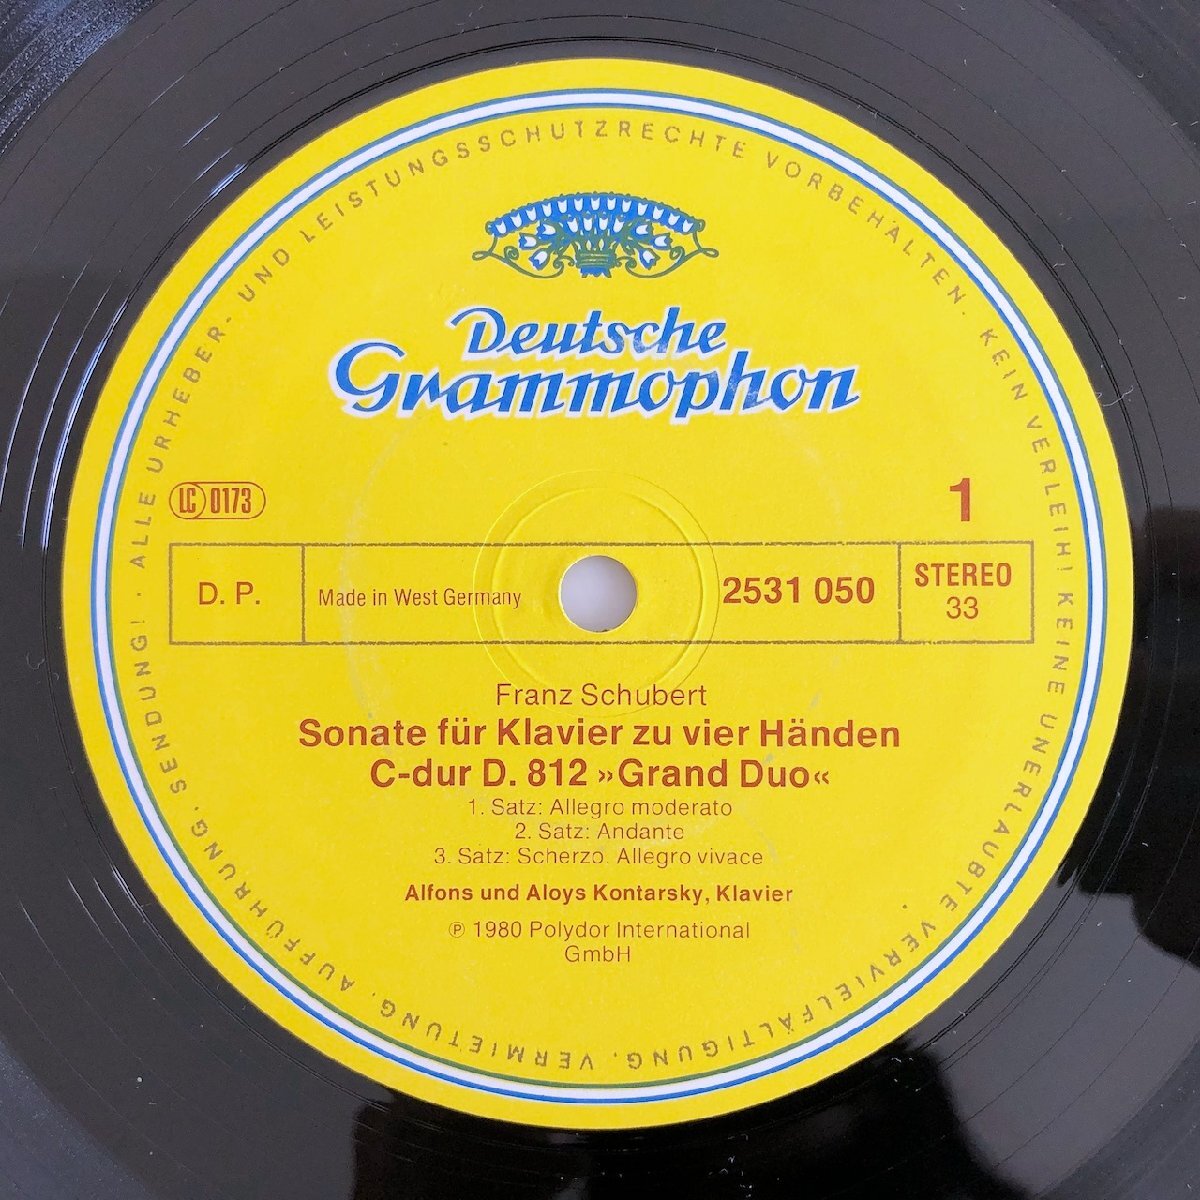 ALLE URHEBER- UND LEISTUNGSSCHUTZRECHTE VORBEHALTEN. KEIN VERLEIH! KEINE UNERLAUBTE VERVIELFÄLTIGUNG, VERMIETUNG, AUFFÜHRUNG, SENDUNG! ·
Deutsche
Grammophon
LC 0173
1
D. P.
Made in West Germany
2531 050
STEREO
33
Franz Schubert
Sonate für Klavier zu vier Händen
C-dur D. 812 »Grand Duo«
1. Satz: Allegro moderato
2. Satz: Andante
3. Satz: Scherzo. Allegro vivace
Alfons und Aloys Kontarsky, Klavier
℗ 1980 Polydor International
GmbH